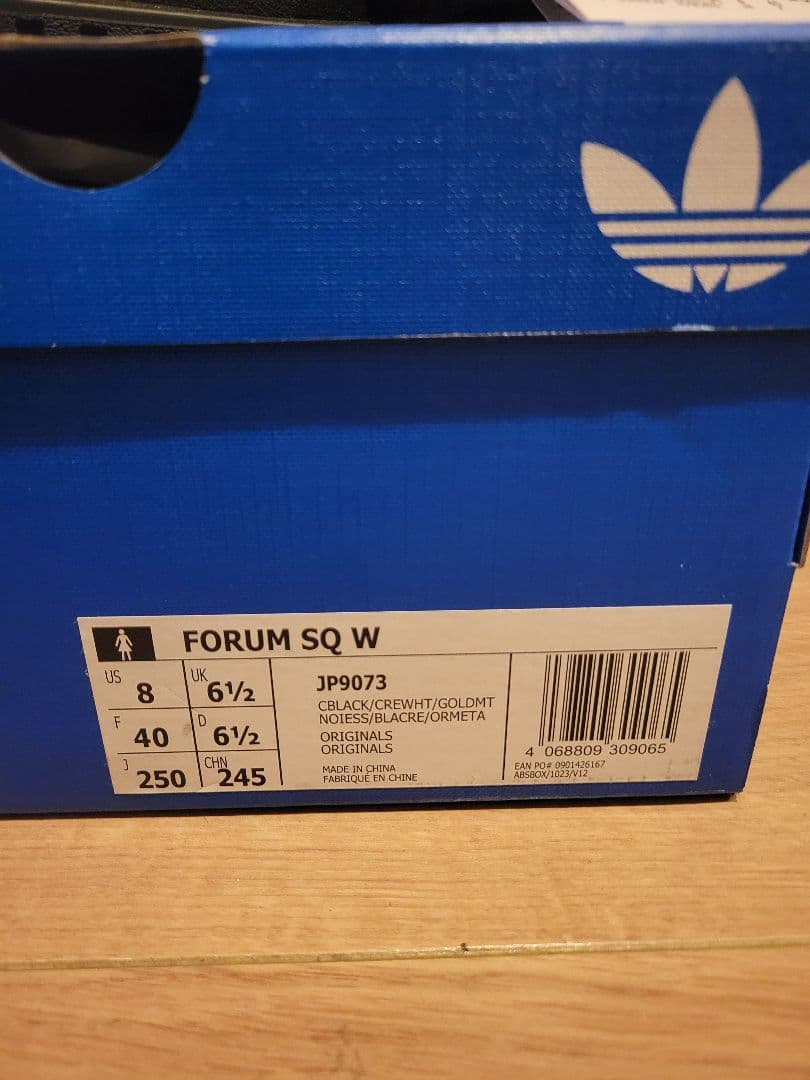 FORUM SQ W
US 8 UK 6½
F 40 D 6½
J 250 CHN 245
JP9073
CBLACK/CREWHT/GOLDMT
NOIESS/BLACRE/ORMETA
ORIGINALS
ORIGINALS
MADE IN CHINA
FABRIQUÉ EN CHINE
4 068809 309065
EAN PO# 0901426167
ABSBOX/1023/V12